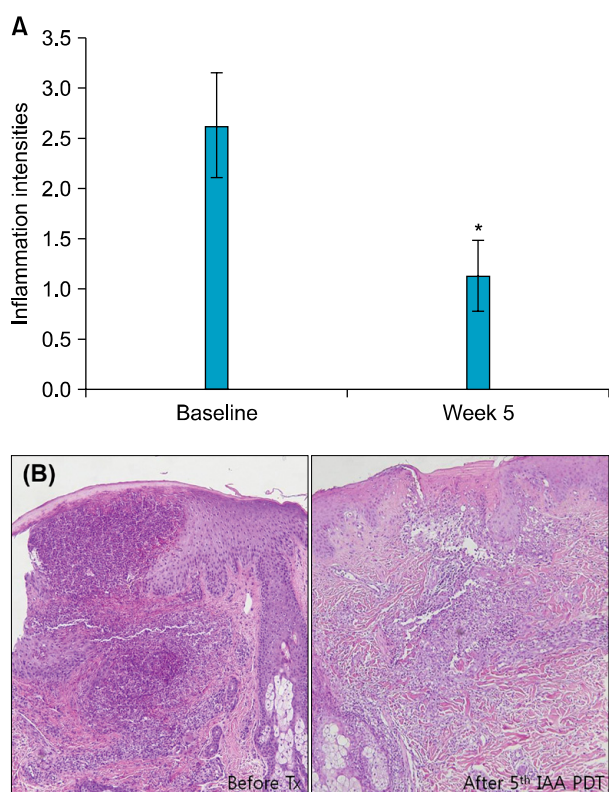 A
Inflammation intensities
3.5
3.0
2.5
2.0
1.5
1.0
0.5
0.0
*
Baseline
Week 5
(B)
Before Tx
After 5th IAA PDT